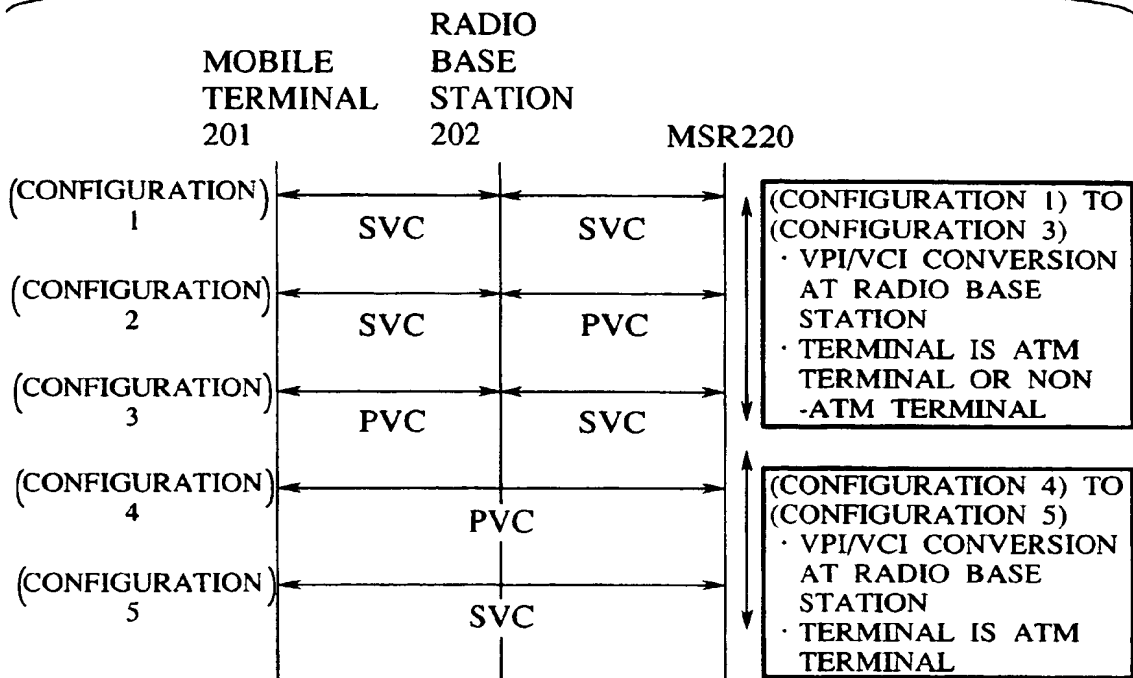 RADIO
BASE
STATION
202
MOBILE
TERMINAL
201
MSR220
(CONFIGURATION)
1
SVC
SVC
(CONFIGURATION)
2
SVC
PVC
(CONFIGURATION)
3
PVC
SVC
(CONFIGURATION)
4
PVC
(CONFIGURATION)
5
SVC
(CONFIGURATION 1) TO
(CONFIGURATION 3)
· VPI/VCI CONVERSION
AT RADIO BASE
STATION
· TERMINAL IS ATM
TERMINAL OR NON
-ATM TERMINAL
(CONFIGURATION 4) TO
(CONFIGURATION 5)
· VPI/VCI CONVERSION
AT RADIO BASE
STATION
· TERMINAL IS ATM
TERMINAL